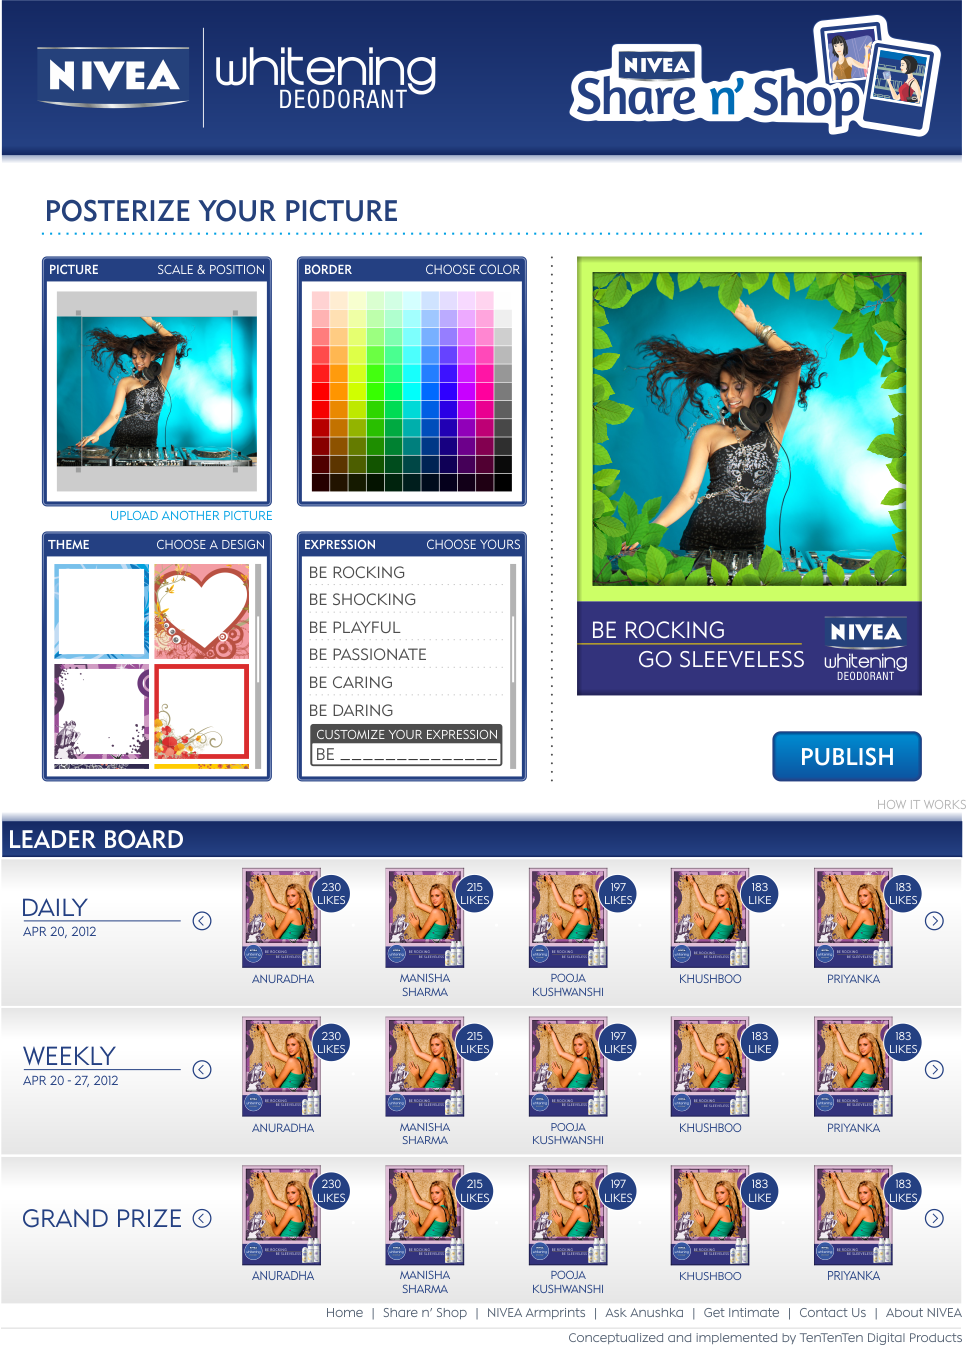 NIVEA
whitening
DEODORANT
NIVEA
Share n' Shop
POSTERIZE YOUR PICTURE
PICTURE SCALE & POSITION
BORDER CHOOSE COLOR
UPLOAD ANOTHER PICTURE
THEME CHOOSE A DESIGN
EXPRESSION CHOOSE YOURS
BE ROCKING
BE SHOCKING
BE PLAYFUL
BE PASSIONATE
BE CARING
BE DARING
CUSTOMIZE YOUR EXPRESSION
BE ______________
BE ROCKING
GO SLEEVELESS
NIVEA
whitening
DEODORANT
PUBLISH
HOW IT WORKS
LEADER BOARD
DAILY
APR 20, 2012
230 LIKES
215 LIKES
197 LIKES
183 LIKE
183 LIKES
ANURADHA
MANISHA SHARMA
POOJA KUSHWANSHI
KHUSHBOO
PRIYANKA
WEEKLY
APR 20 - 27, 2012
230 LIKES
215 LIKES
197 LIKES
183 LIKE
183 LIKES
ANURADHA
MANISHA SHARMA
POOJA KUSHWANSHI
KHUSHBOO
PRIYANKA
GRAND PRIZE
230 LIKES
215 LIKES
197 LIKES
183 LIKE
183 LIKES
ANURADHA
MANISHA SHARMA
POOJA KUSHWANSHI
KHUSHBOO
PRIYANKA
Home | Share n' Shop | NIVEA Armprints | Ask Anushka | Get Intimate | Contact Us | About NIVEA
Conceptualized and implemented by TenTenTen Digital Products